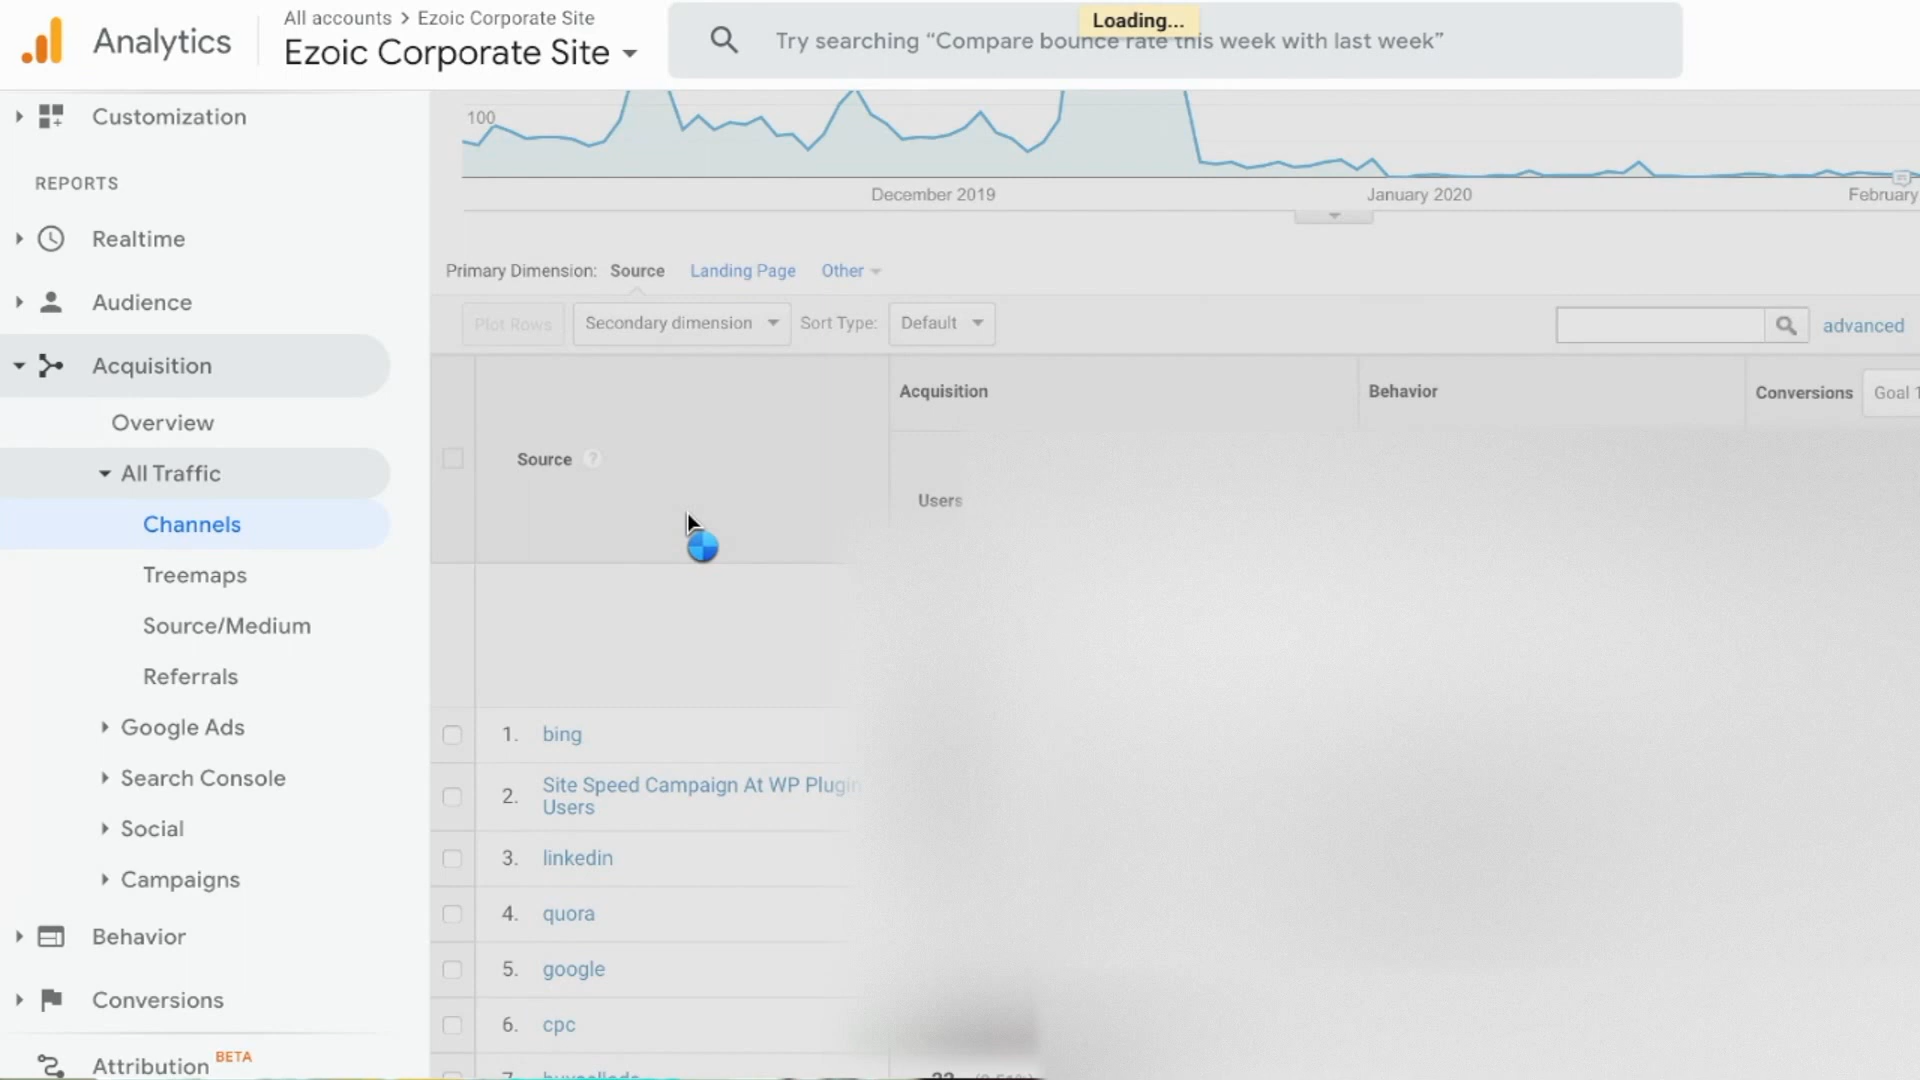 All accounts > Ezoic Corporate Site
Analytics
Ezoic Corporate Site
Loading...
Try searching “Compare bounce rate this week with last week”
Customization
REPORTS
Realtime
Audience
Acquisition
Overview
All Traffic
Channels
Treemaps
Source/Medium
Referrals
Google Ads
Search Console
Social
Campaigns
Behavior
Conversions
Attribution BETA
100
December 2019
January 2020
February
Primary Dimension: Source Landing Page Other
Plot Rows
Secondary dimension
Sort Type:
Default
advanced
Source ?
Acquisition
Behavior
Conversions
Goal 1
Users
1. bing
2. Site Speed Campaign At WP Plugin
Users
3. linkedin
4. quora
5. google
6. cpc